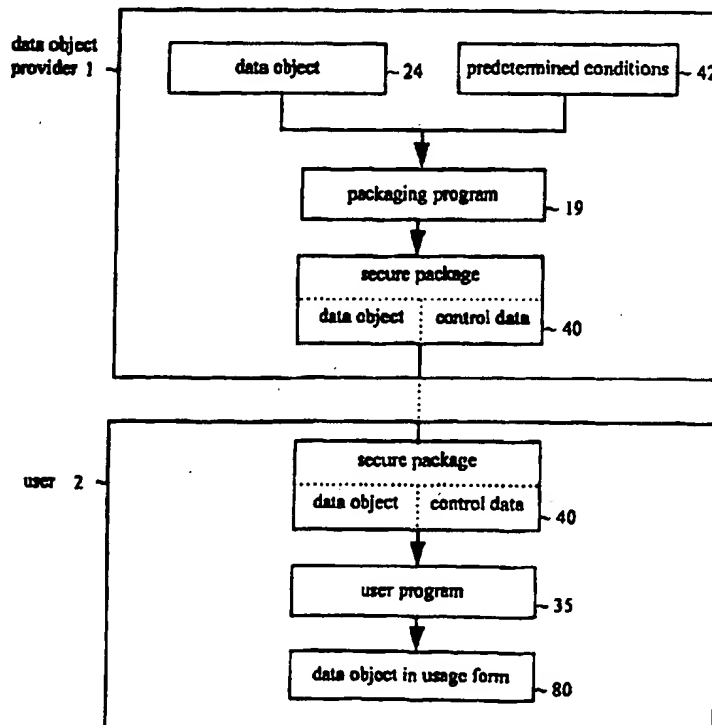 data object
provider 1
data object
24
predetermined conditions
42
packaging program
19
secure package
data object control data
40
user 2
secure package
data object control data
40
user program
35
data object in usage form
80